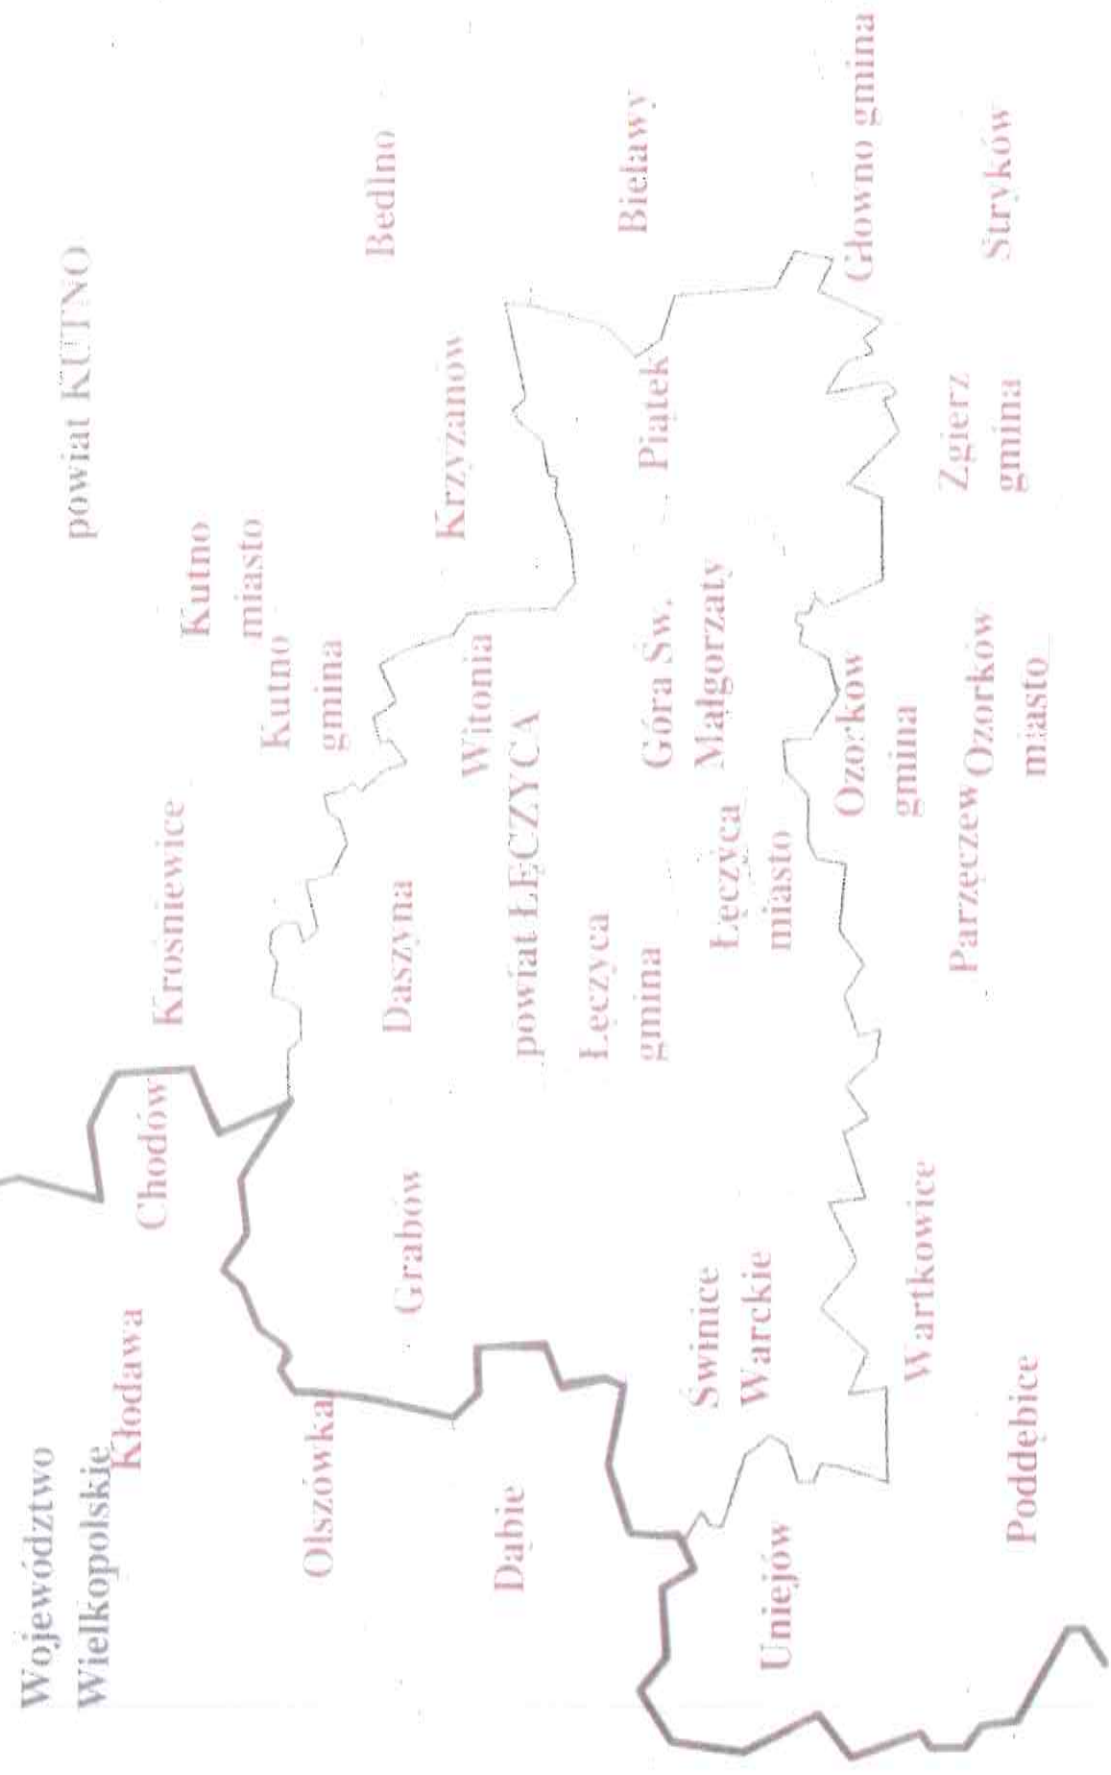 Województwo
Wielkopolskie
powiat KUTNO
Kłodawa
Chodów
Krośniewice
Kutno
miasto
Kutno
gmina
Bedlno
Olszówka
Grabów
Daszyna
Krzyżanów
Witonia
powiat ŁĘCZYCA
Dąbie
Łęczyca
gmina
Góra Św.
Małgorzaty
Piątek
Bielawy
Świnice
Warckie
Łęczyca
miasto
Uniejów
Ozorków
gmina
Głowno gmina
Wartkowice
Parzęczew
Ozorków
miasto
Zgierz
gmina
Stryków
Poddębice